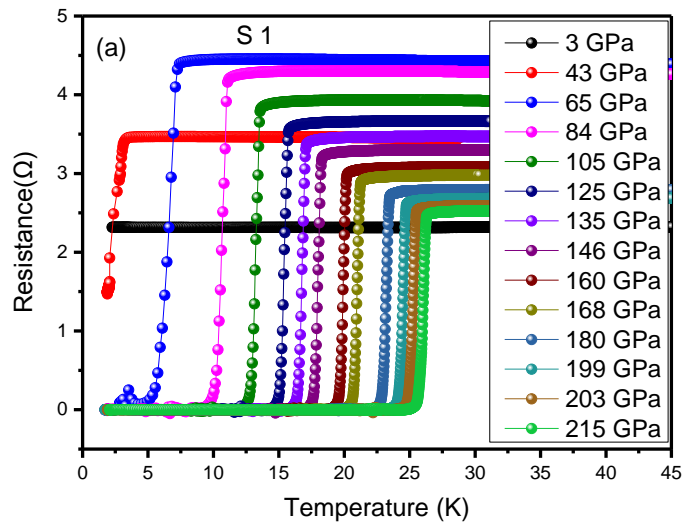 (a)
S 1
Resistance(Ω)
5
4
3
2
1
0
0
5
10
15
20
25
30
35
40
45
Temperature (K)
3 GPa
43 GPa
65 GPa
84 GPa
105 GPa
125 GPa
135 GPa
146 GPa
160 GPa
168 GPa
180 GPa
199 GPa
203 GPa
215 GPa